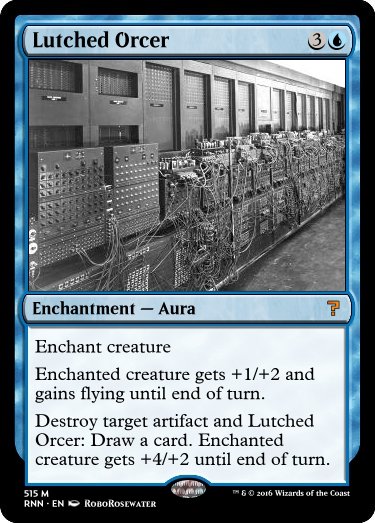 Lutched Orcer 3
Enchantment — Aura
Enchant creature
Enchanted creature gets +1/+2 and
gains flying until end of turn.
Destroy target artifact and Lutched
Orcer: Draw a card. Enchanted
creature gets +4/+2 until end of turn.
515 M
RNN • EN RoboRosewater
™ & © 2016 Wizards of the Coast